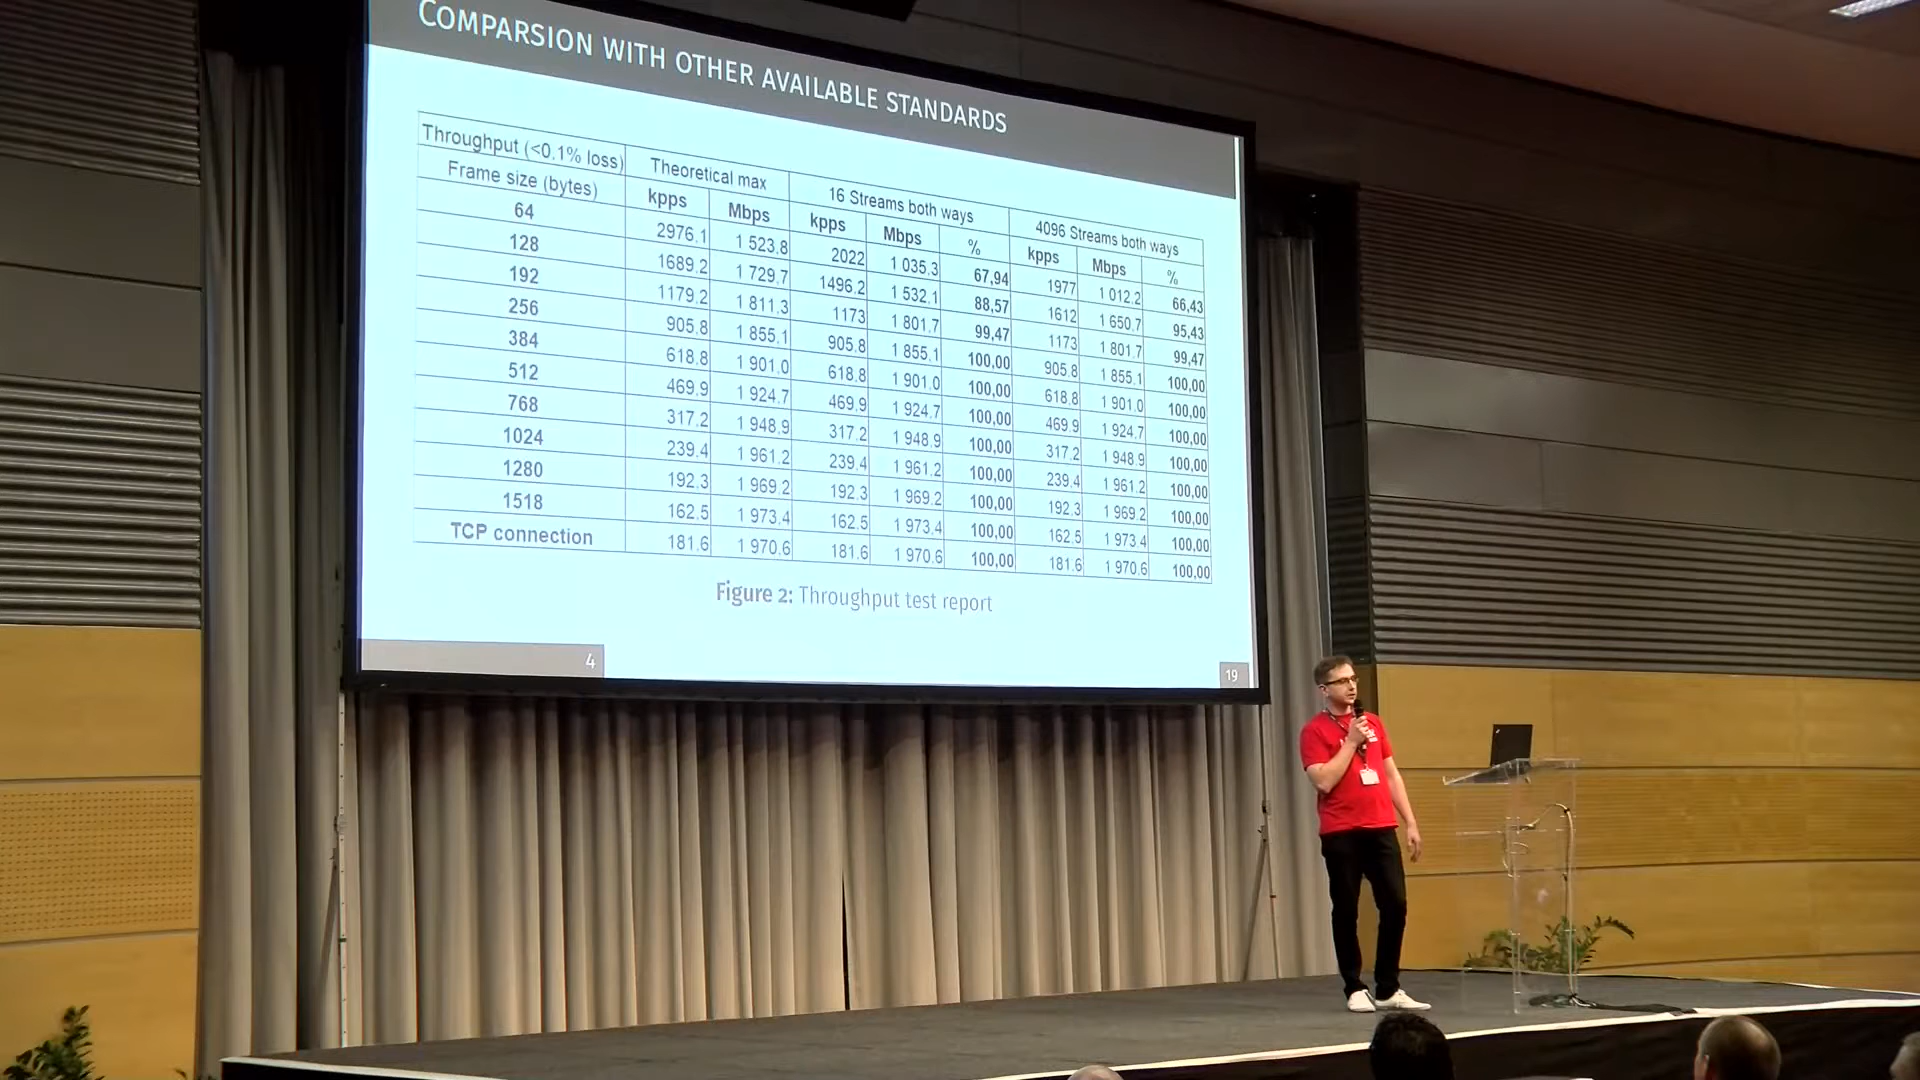 COMPARSION WITH OTHER AVAILABLE STANDARDS
Throughput (<0.1% loss) Theoretical max 16 Streams both ways 4096 Streams both ways
Frame size (bytes) kpps Mbps kpps Mbps % kpps Mbps %
64 2976.1 1 523.8 2022 1 035.3 67,94 1977 1 012.2 66,43
128 1689.2 1 729.7 1496.2 1 532.1 88,57 1612 1 650.7 95,43
192 1179.2 1 811.3 1173 1 801.7 99,47 1173 1 801.7 99,47
256 905.8 1 855.1 905.8 1 855.1 100,00 905.8 1 855.1 100,00
384 618.8 1 901.0 618.8 1 901.0 100,00 618.8 1 901.0 100,00
512 469.9 1 924.7 469.9 1 924.7 100,00 469.9 1 924.7 100,00
768 317.2 1 948.9 317.2 1 948.9 100,00 317.2 1 948.9 100,00
1024 239.4 1 961.2 239.4 1 961.2 100,00 239.4 1 961.2 100,00
1280 192.3 1 969.2 192.3 1 969.2 100,00 192.3 1 969.2 100,00
1518 162.5 1 973.4 162.5 1 973.4 100,00 162.5 1 973.4 100,00
TCP connection 181.6 1 970.6 181.6 1 970.6 100,00 181.6 1 970.6 100,00
Figure 2: Throughput test report
4
19